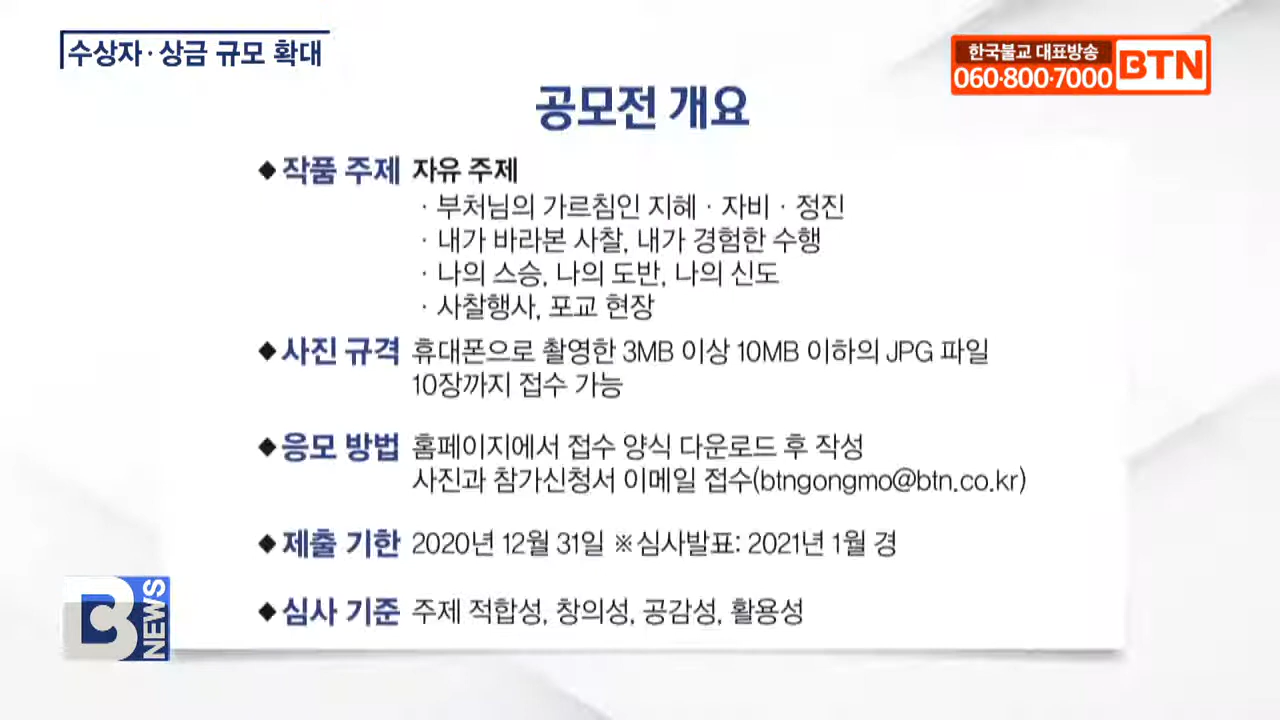 수상자·상금 규모 확대
한국불교 대표방송
060·800·7000
BTN
공모전 개요
◆작품 주제 자유 주제
· 부처님의 가르침인 지혜 · 자비 · 정진
· 내가 바라본 사찰, 내가 경험한 수행
· 나의 스승, 나의 도반, 나의 신도
· 사찰행사, 포교 현장
◆사진 규격 휴대폰으로 촬영한 3MB 이상 10MB 이하의 JPG 파일
10장까지 접수 가능
◆응모 방법 홈페이지에서 접수 양식 다운로드 후 작성
사진과 참가신청서 이메일 접수(btngongmo@btn.co.kr)
◆제출 기한 2020년 12월 31일 ※심사발표: 2021년 1월 경
◆심사 기준 주제 적합성, 창의성, 공감성, 활용성
B NEWS